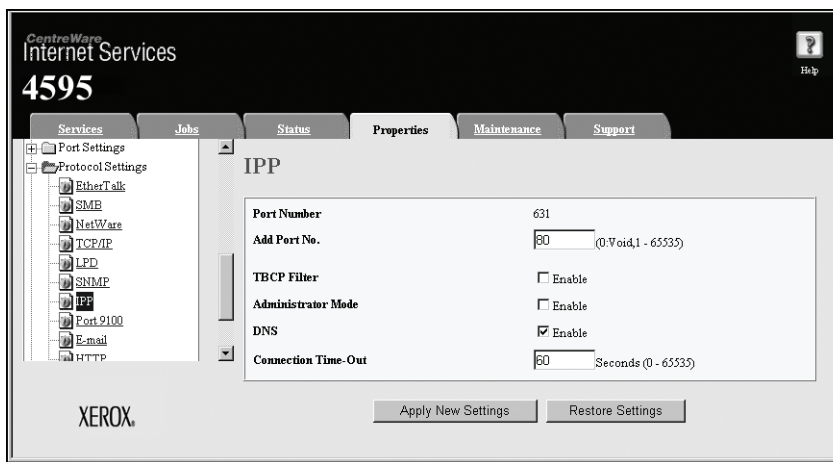 CentreWare
Internet Services
4595
Help
Services
Jobs
Status
Properties
Maintenance
Support
Port Settings
Protocol Settings
EtherTalk
SMB
NetWare
TCP/IP
LPD
SNMP
IPP
Port 9100
E-mail
HTTP
IPP
Port Number 631
Add Port No. 80 (0:Void,1 - 65535)
TBCP Filter Enable
Administrator Mode Enable
DNS Enable
Connection Time-Out 60 Seconds (0 - 65535)
Apply New Settings Restore Settings
XEROX.